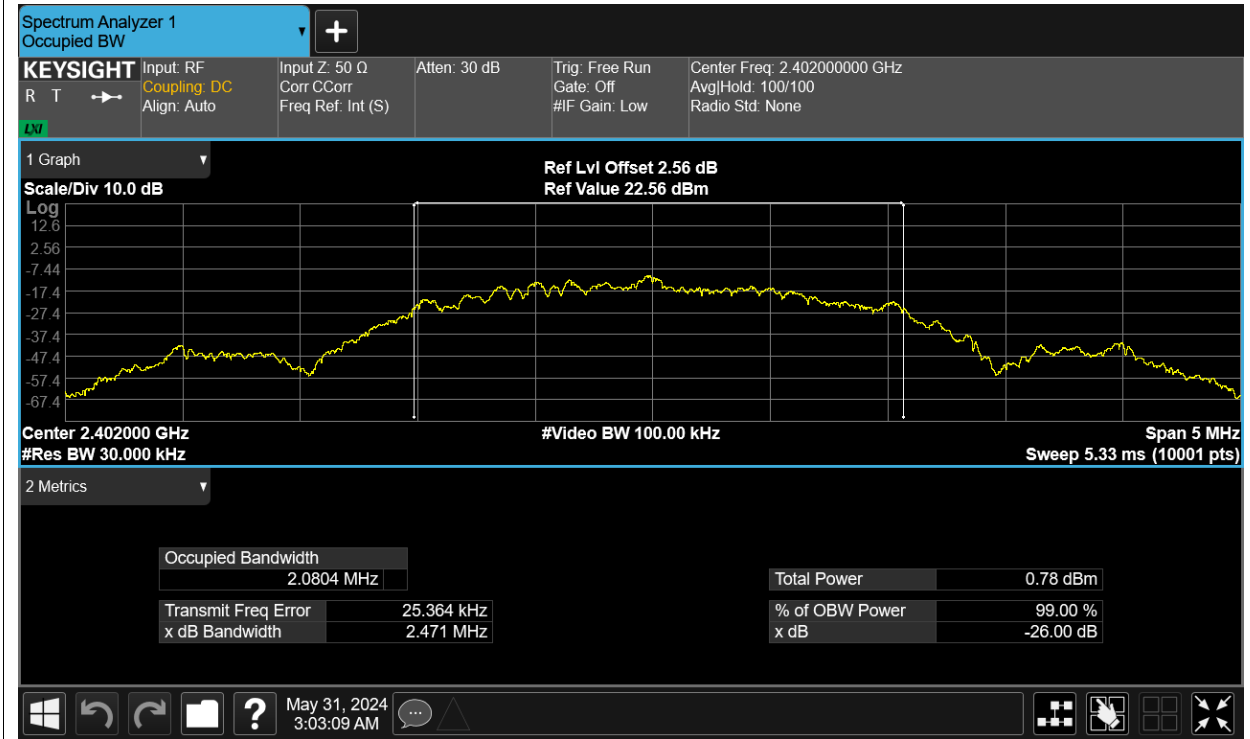 Spectrum Analyzer 1
Occupied BW
KEYSIGHT
R T
LXI
Input: RF
Coupling: DC
Align: Auto
Input Z: 50 Ω
Corr CCorr
Freq Ref: Int (S)
Atten: 30 dB
Trig: Free Run
Gate: Off
#IF Gain: Low
Center Freq: 2.402000000 GHz
Avg|Hold: 100/100
Radio Std: None
1 Graph
Scale/Div 10.0 dB
Ref Lvl Offset 2.56 dB
Ref Value 22.56 dBm
Log
12.6
2.56
-7.44
-17.4
-27.4
-37.4
-47.4
-57.4
-67.4
Center 2.402000 GHz
#Video BW 100.00 kHz
Span 5 MHz
#Res BW 30.000 kHz
Sweep 5.33 ms (10001 pts)
2 Metrics
Occupied Bandwidth
2.0804 MHz
Total Power 0.78 dBm
Transmit Freq Error 25.364 kHz
% of OBW Power 99.00 %
x dB Bandwidth 2.471 MHz
x dB -26.00 dB
?
May 31, 2024
3:03:09 AM